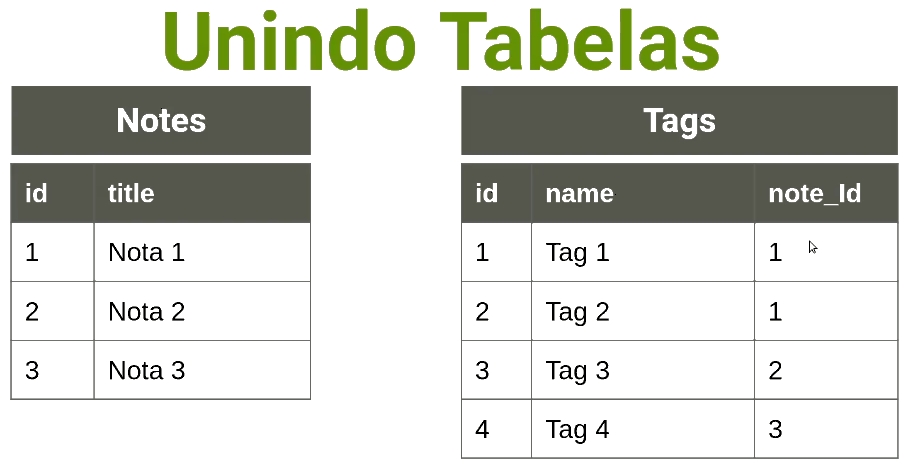 Unindo Tabelas
Notes
id title
1 Nota 1
2 Nota 2
3 Nota 3
Tags
id name note_Id
1 Tag 1 1
2 Tag 2 1
3 Tag 3 2
4 Tag 4 3